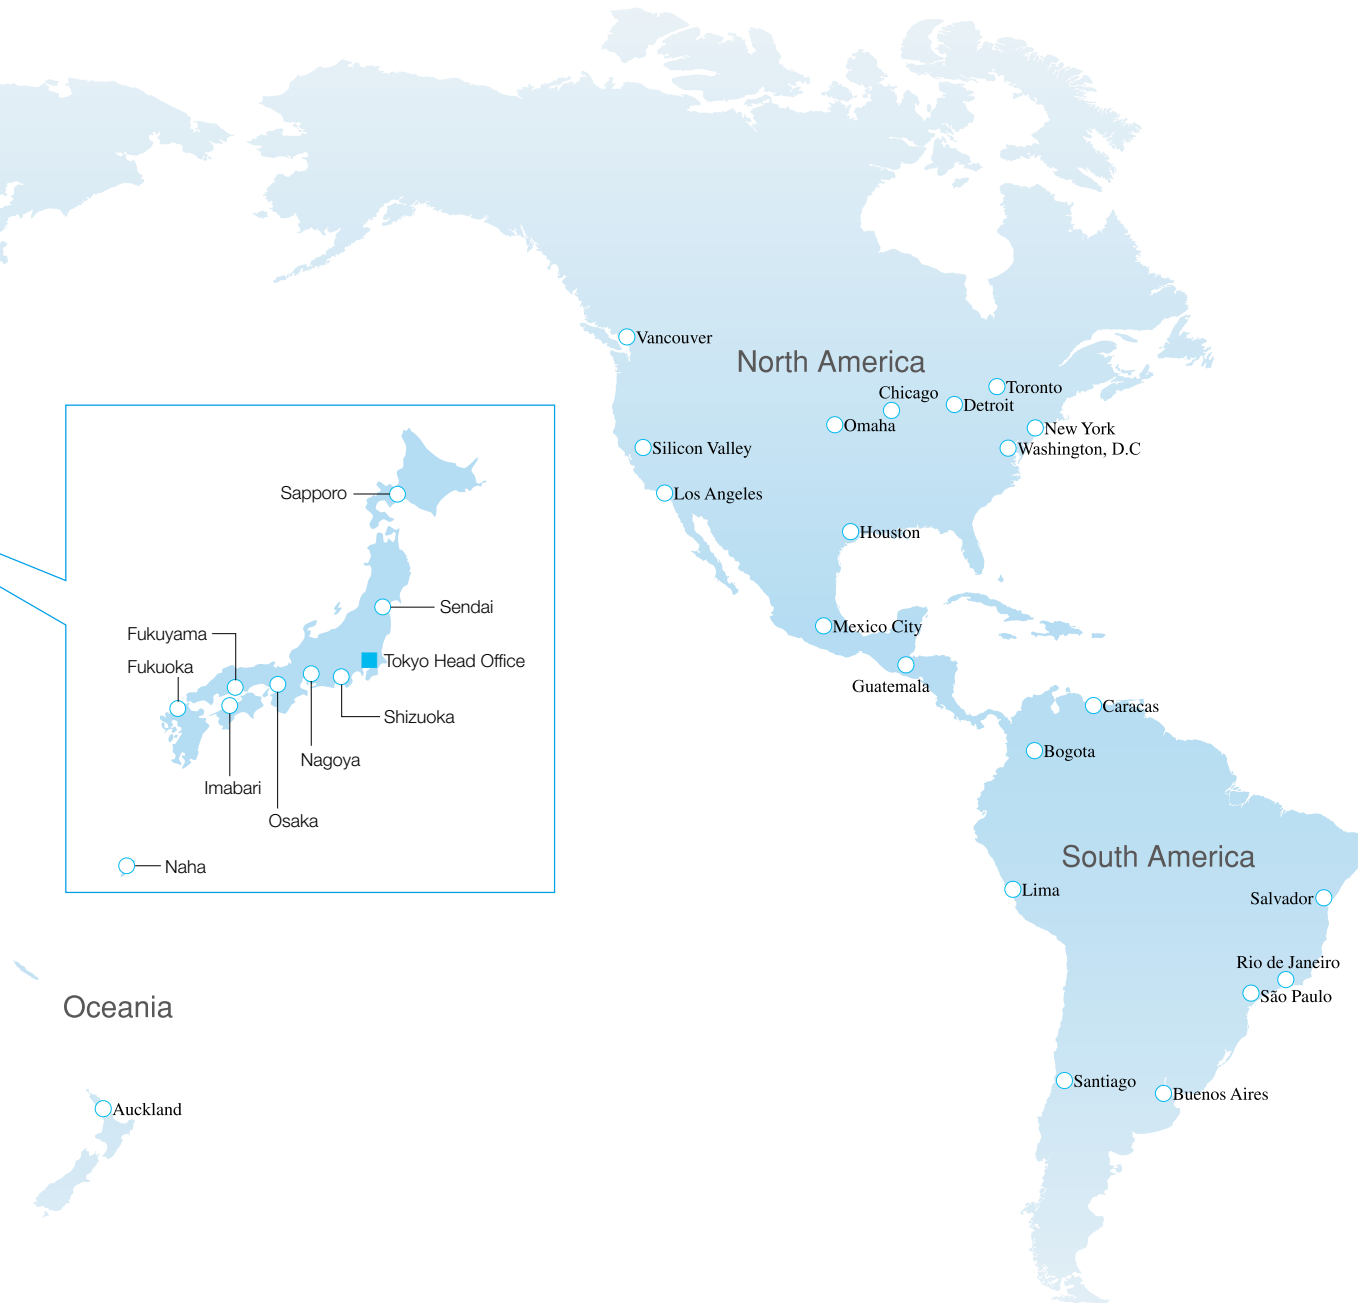 Vancouver
North America
Toronto
Chicago
Detroit
Omaha
New York
Silicon Valley
Washington, D.C
Los Angeles
Houston
Mexico City
Guatemala
Sapporo
Sendai
Fukuyama
Tokyo Head Office
Fukuoka
Shizuoka
Nagoya
Imabari
Osaka
Naha
Caracas
Bogota
South America
Lima
Salvador
Rio de Janeiro
São Paulo
Santiago
Buenos Aires
Oceania
Auckland